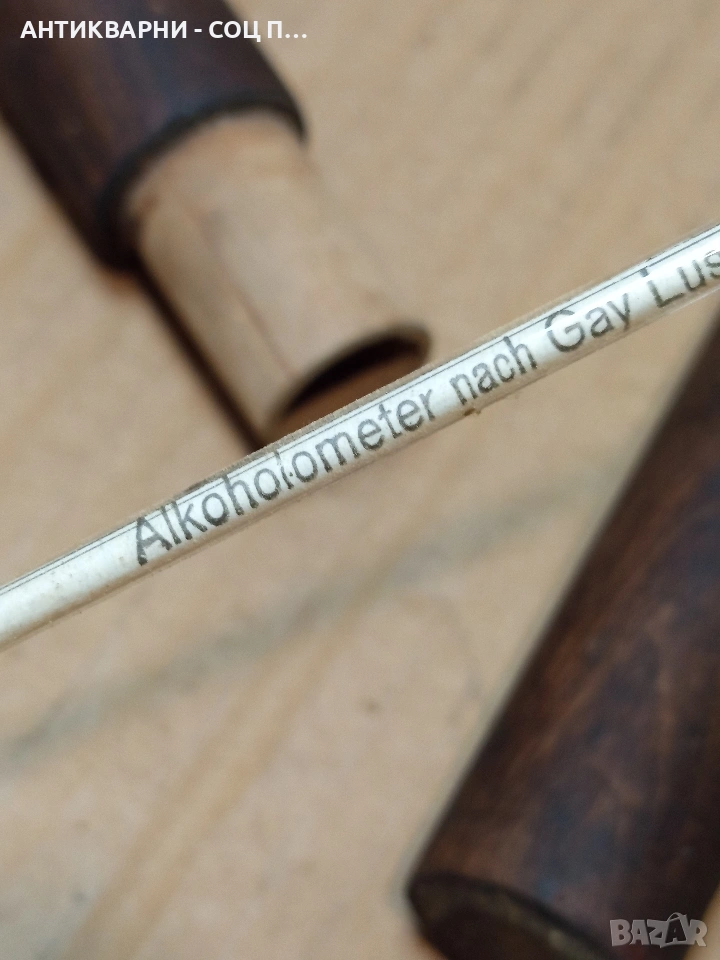 АНТИКВАРНИ - СОЦ П...
Alkoholometer nach Gay Lus
BAZAR